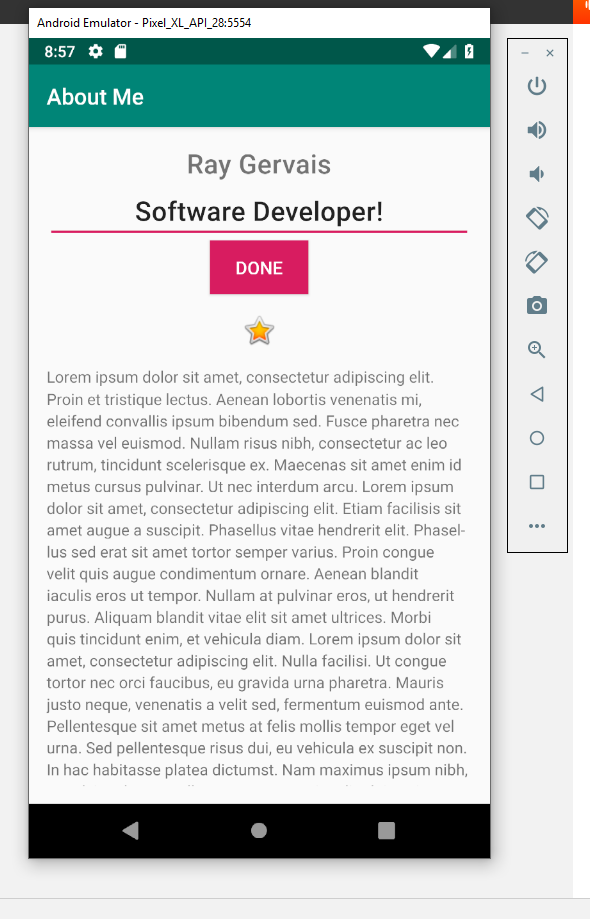 Android Emulator - Pixel_XL_API_28:5554
8:57
About Me
Ray Gervais
Software Developer!
DONE
Lorem ipsum dolor sit amet, consectetur adipiscing elit.
Proin et tristique lectus. Aenean lobortis venenatis mi,
eleifend convallis ipsum bibendum sed. Fusce pharetra nec
massa vel euismod. Nullam risus nibh, consectetur ac leo
rutrum, tincidunt scelerisque ex. Maecenas sit amet enim id
metus cursus pulvinar. Ut nec interdum arcu. Lorem ipsum
dolor sit amet, consectetur adipiscing elit. Etiam facilisis sit
amet augue a suscipit. Phasellus vitae hendrerit elit. Phasel-
lus sed erat sit amet tortor semper varius. Proin congue
velit quis augue condimentum ornare. Aenean blandit
iaculis eros ut tempor. Nullam at pulvinar eros, ut hendrerit
purus. Aliquam blandit vitae elit sit amet ultrices. Morbi
quis tincidunt enim, et vehicula diam. Lorem ipsum dolor sit
amet, consectetur adipiscing elit. Nulla facilisi. Ut congue
tortor nec orci faucibus, eu gravida urna pharetra. Mauris
justo neque, venenatis a velit sed, fermentum euismod ante.
Pellentesque sit amet metus at felis mollis tempor eget vel
urna. Sed pellentesque risus dui, eu vehicula ex suscipit non.
In hac habitasse platea dictumst. Nam maximus ipsum nibh,